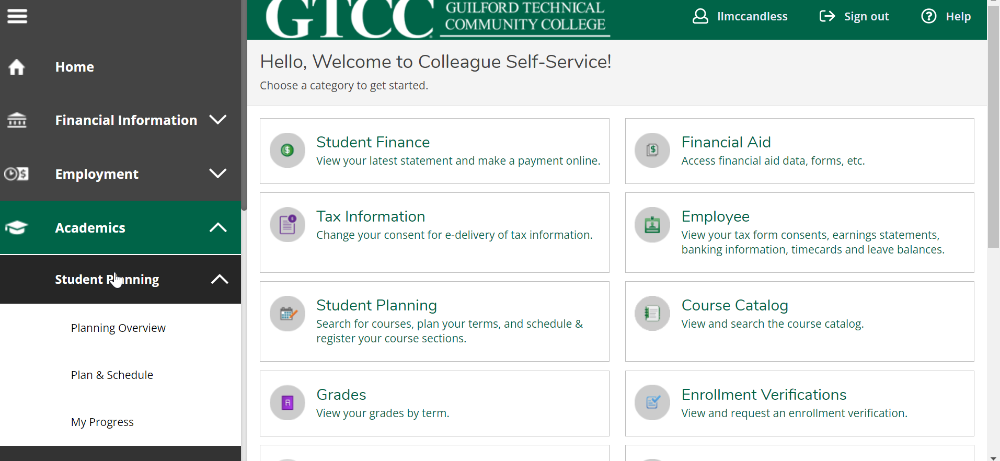 Home
Financial Information
Employment
Academics
Student Planning
Planning Overview
Plan & Schedule
My Progress
GTCC
GUILFORD TECHNICAL
COMMUNITY COLLEGE
llmccandless
Sign out
Help
Hello, Welcome to Colleague Self-Service!
Choose a category to get started.
Student Finance
View your latest statement and make a payment online.
Financial Aid
Access financial aid data, forms, etc.
Tax Information
Change your consent for e-delivery of tax information.
Employee
View your tax form consents, earnings statements,
banking information, timecards and leave balances.
Student Planning
Search for courses, plan your terms, and schedule &
register your course sections.
Course Catalog
View and search the course catalog.
Grades
View your grades by term.
Enrollment Verifications
View and request an enrollment verification.